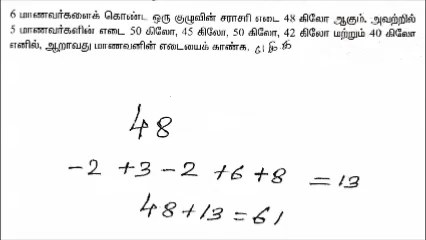 6 மாணவர்களைக் கொண்ட ஒரு குழுவின் சராசரி எடை 48 கிலோ ஆகும். அவற்றில்
5 மாணவர்களின் எடை 50 கிலோ, 45 கிலோ, 50 கிலோ, 42 கிலோ மற்றும் 40 கிலோ
எனில், ஆறாவது மாணவனின் எடையைக் காண்க.
48
-2 +3 -2 +6 +8 = 13
48+13 = 61